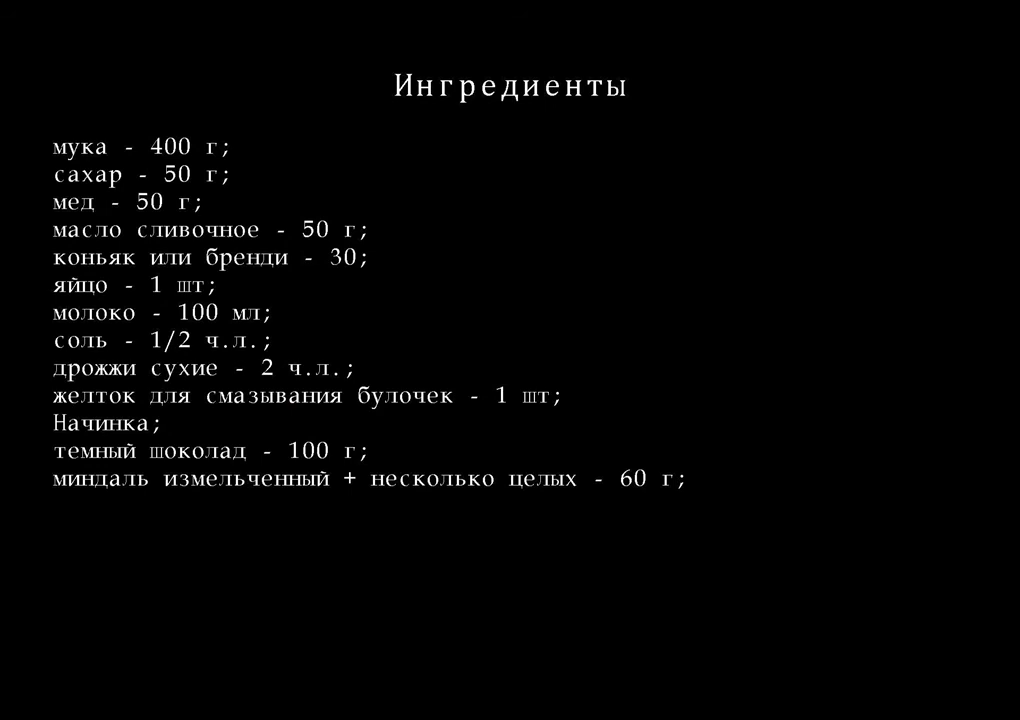 Ингредиенты
мука - 400 г;
сахар - 50 г;
мед - 50 г;
масло сливочное - 50 г;
коньяк или бренди - 30;
яйцо - 1 шт;
молоко - 100 мл;
соль - 1/2 ч.л.;
дрожжи сухие - 2 ч.л.;
желток для смазывания булочек - 1 шт;
Начинка;
темный шоколад - 100 г;
миндаль измельченный + несколько целых - 60 г;